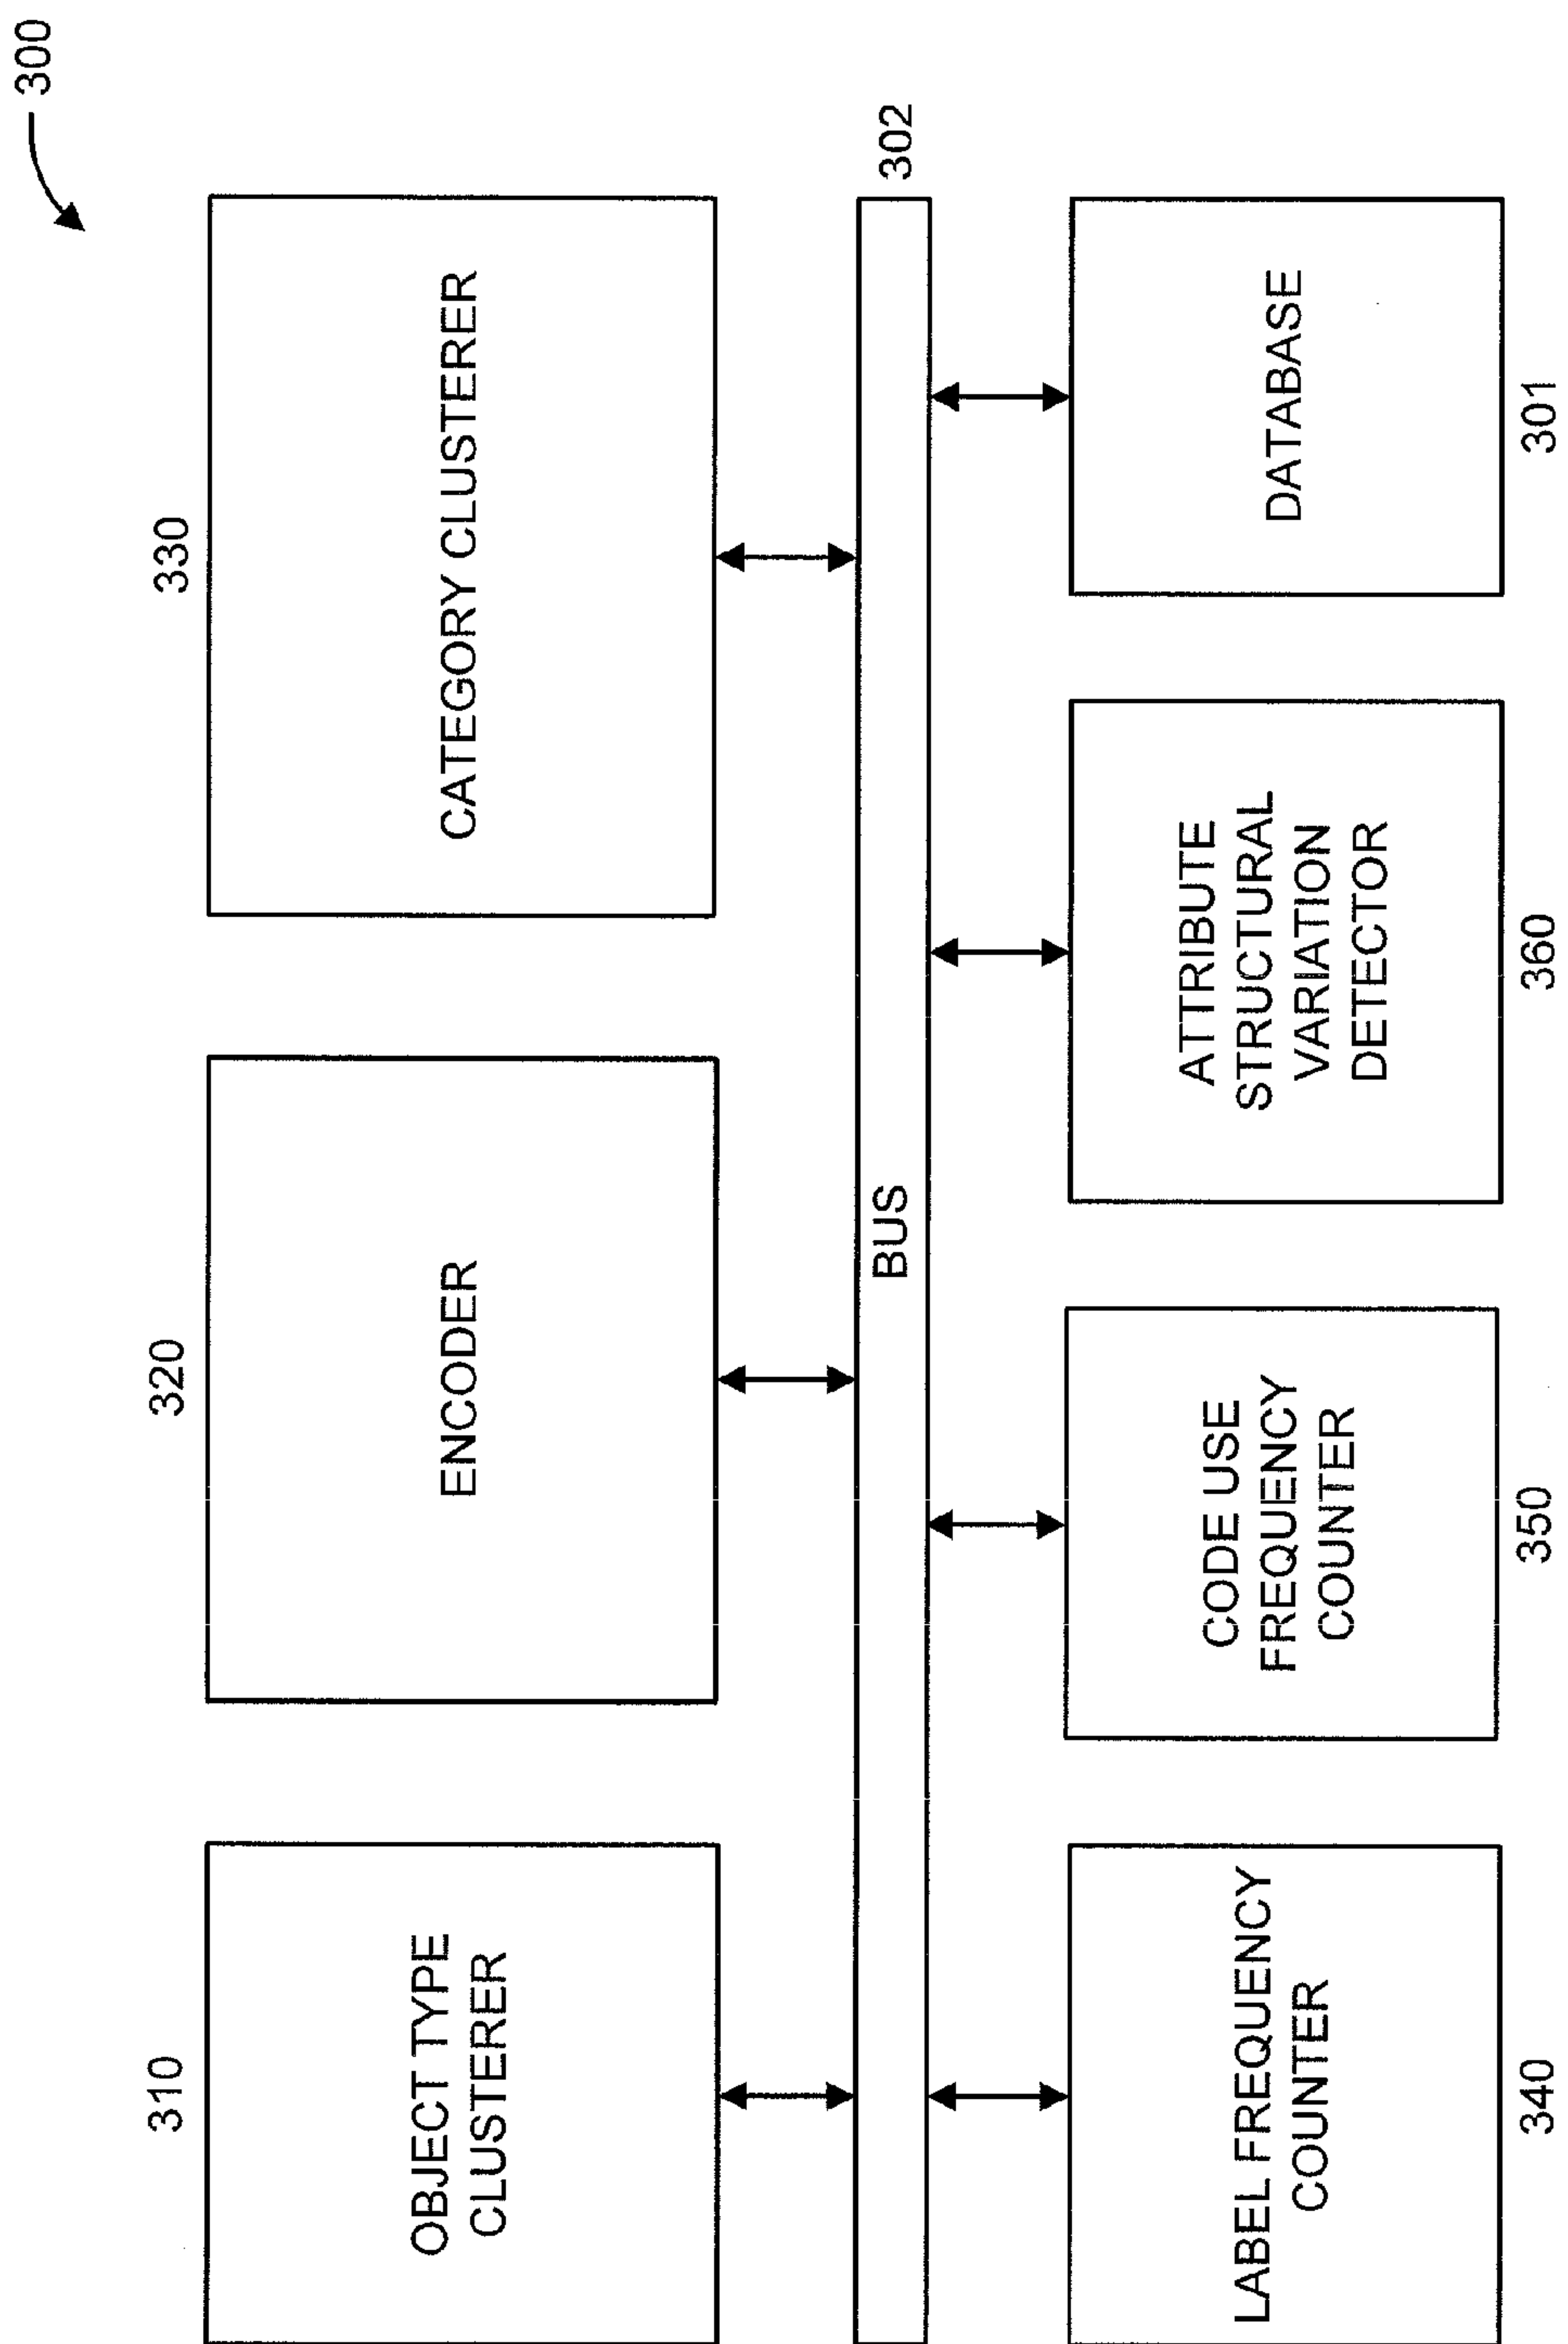 300
310
OBJECT TYPE
CLUSTERER
320
ENCODER
330
CATEGORY CLUSTERER
BUS
302
LABEL FREQUENCY
COUNTER
340
CODE USE
FREQUENCY
COUNTER
350
ATTRIBUTE
STRUCTURAL
VARIATION
DETECTOR
360
DATABASE
301